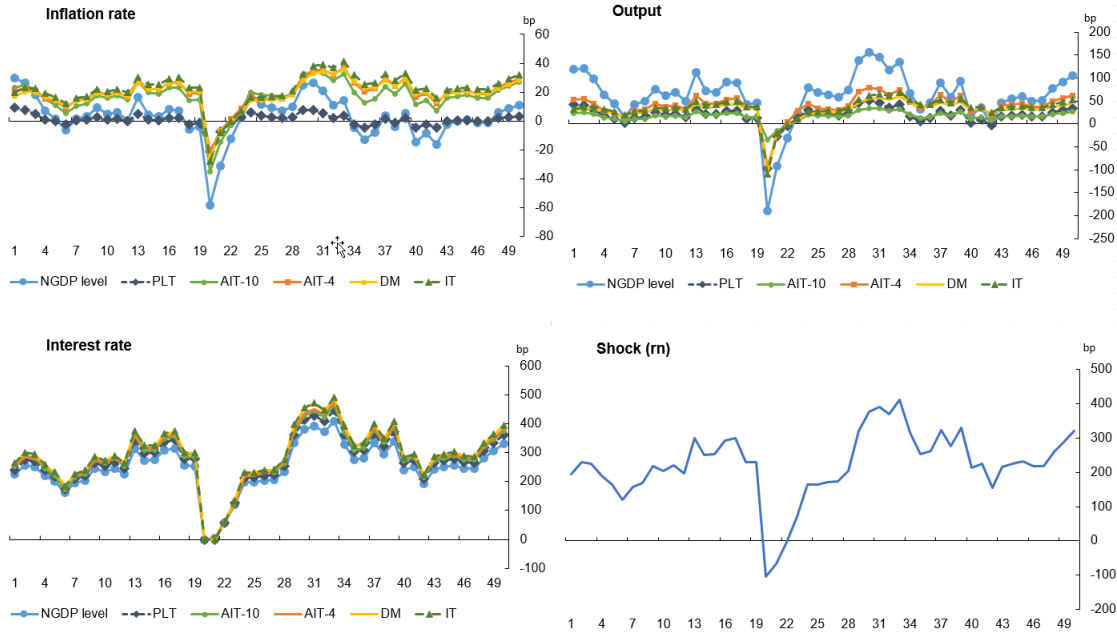 Inflation rate
bp
60
40
20
0
-20
-40
-60
-80
1 4 7 10 13 16 19 22 25 28 31 34 37 40 43 46 49
NGDP level PLT AIT-10 AIT-4 DM IT
Output
bp
200
150
100
50
0
-50
-100
-150
-200
-250
1 4 7 10 13 16 19 22 25 28 31 34 37 40 43 46 49
NGDP level PLT AIT-10 AIT-4 DM IT
Interest rate
bp
600
500
400
300
200
100
0
-100
1 4 7 10 13 16 19 22 25 28 31 34 37 40 43 46 49
NGDP level PLT AIT-10 AIT-4 DM IT
Shock (rn)
bp
500
400
300
200
100
0
-100
-200
1 4 7 10 13 16 19 22 25 28 31 34 37 40 43 46 49